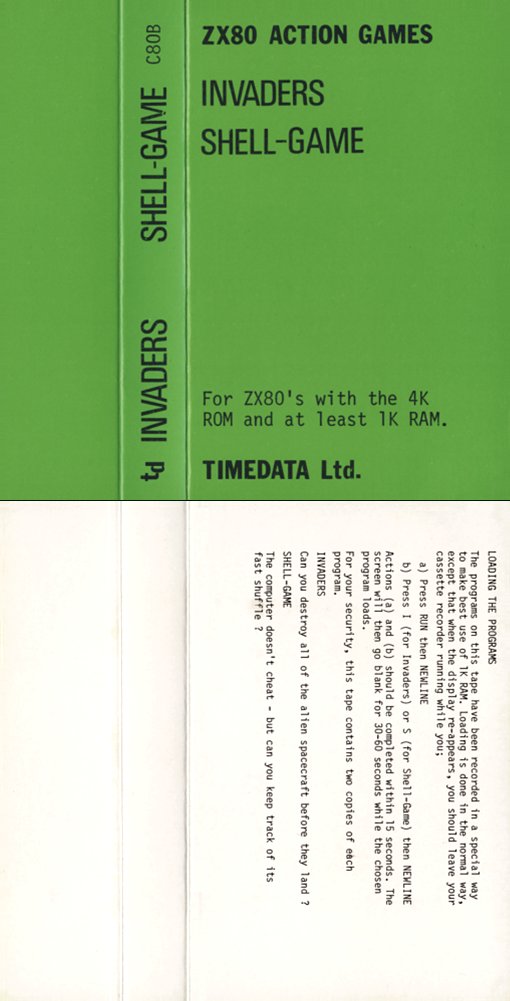 ZX80 ACTION GAMES
INVADERS
SHELL-GAME
For ZX80's with the 4K
ROM and at least 1K RAM.
TIMEDATA Ltd.
td INVADERS SHELL-GAME C80B
LOADING THE PROGRAMS
The programs on this tape have been recorded in a special way
to make best use of 1K RAM. Loading is done in the normal way,
except that when the display re-appears, you should leave your
cassette recorder running while you;
a) Press RUN then NEWLINE
b) Press I (for Invaders) or S (for Shell-Game) then NEWLINE
Actions (a) and (b) should be completed within 15 seconds. The
screen will then go blank for 30-60 seconds while the chosen
program loads.
For your security, this tape contains two copies of each
program.
INVADERS
Can you destroy all of the alien spacecraft before they land ?
SHELL-GAME
The computer doesn't cheat - but can you keep track of its
fast shuffle ?